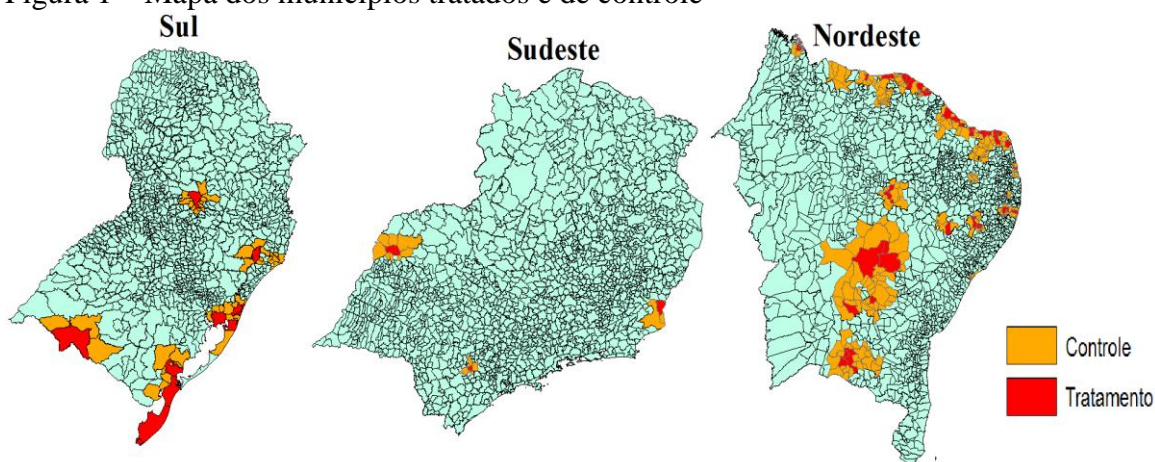 Figura 1 – Mapa dos municípios tratados e de controle
Sul
Sudeste
Nordeste
Controle
Tratamento